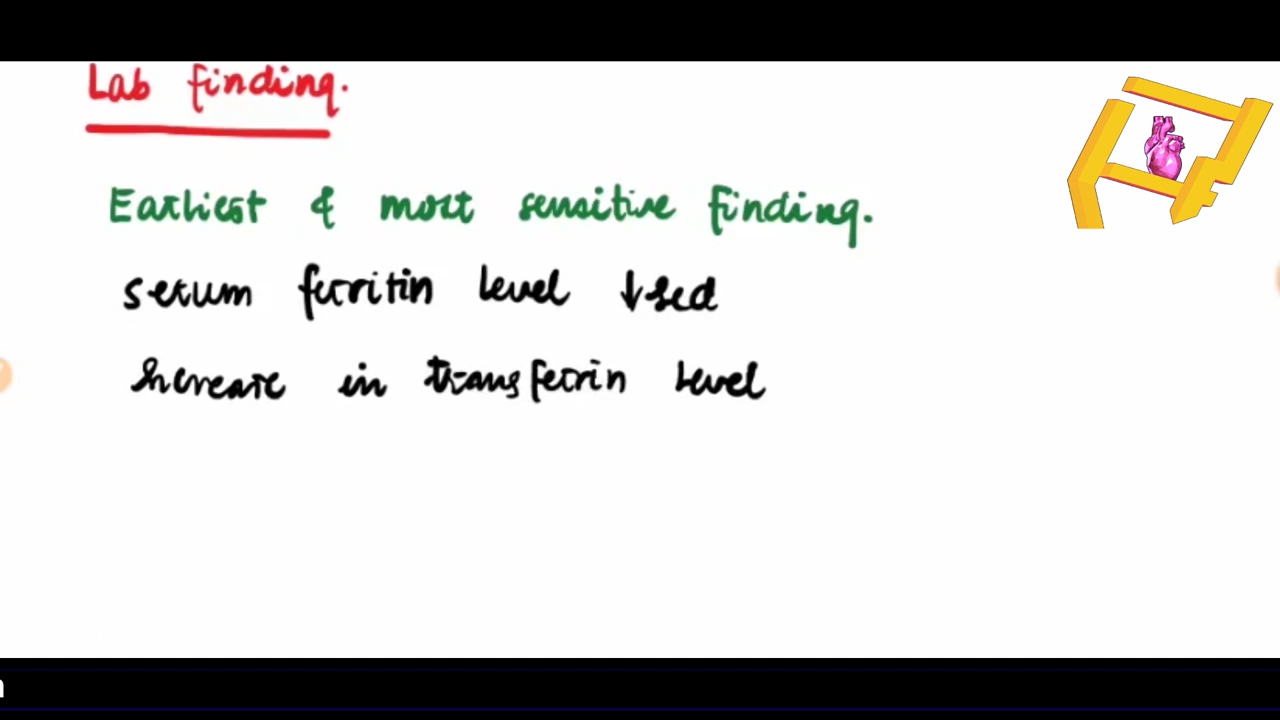 Lab finding.
Earliest & most sensitive finding.
serum ferritin level ↓sed
Increase in transferrin level